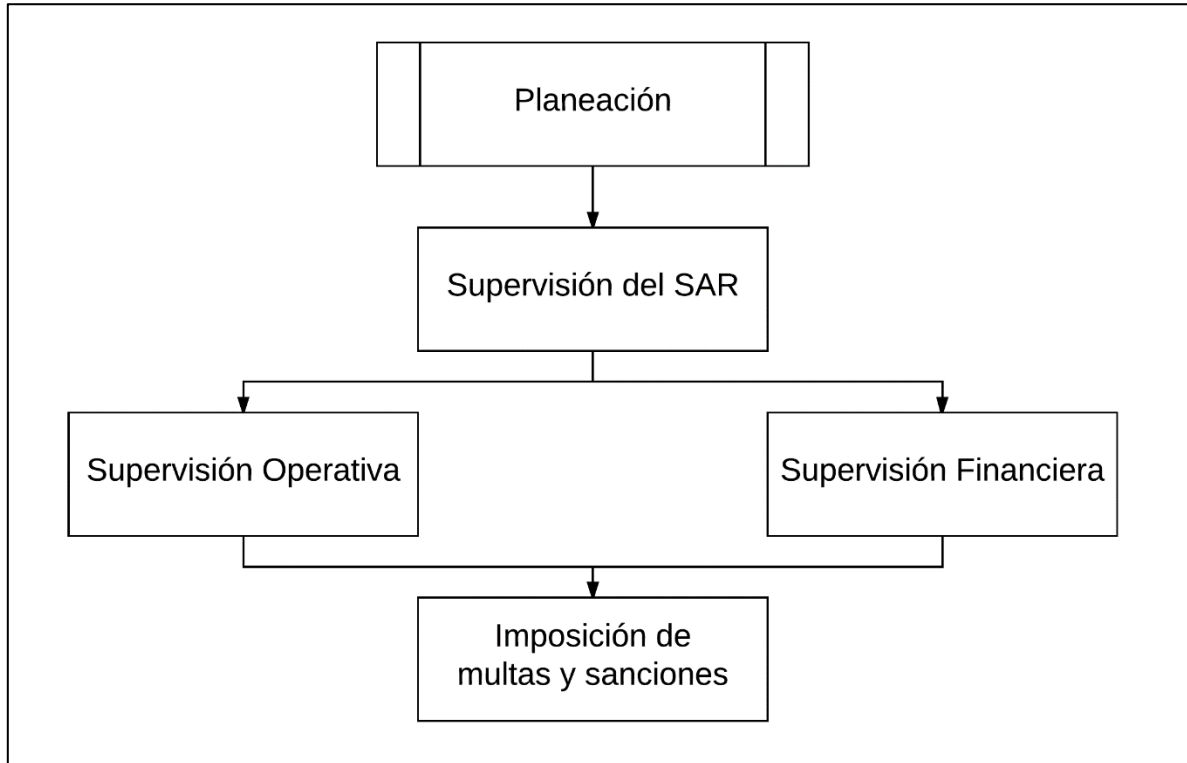 Planeación
Supervisión del SAR
Supervisión Operativa
Supervisión Financiera
Imposición de
multas y sanciones